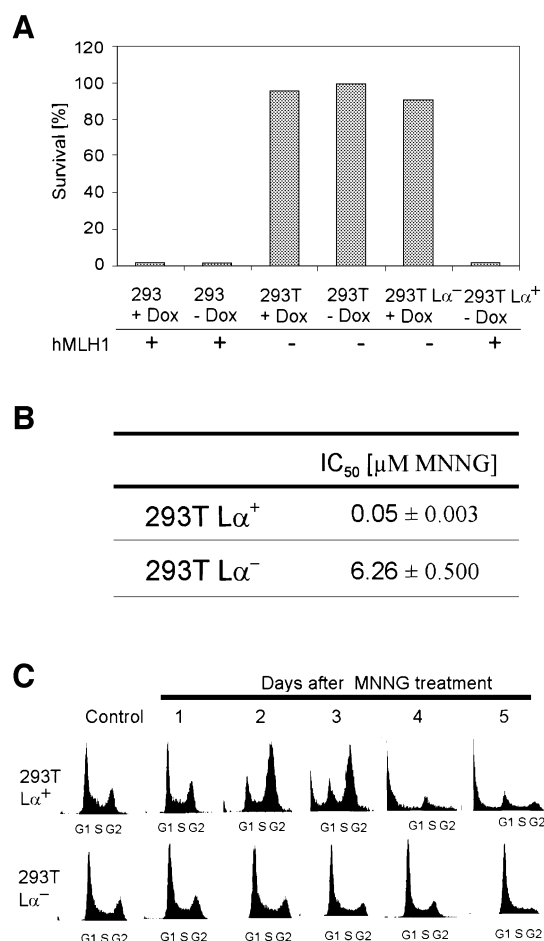 A
Survival [%]
120
100
80
60
40
20
0
293 293 293T 293T 293T Lα⁻ 293T Lα⁺
+ Dox - Dox + Dox - Dox + Dox - Dox
hMLH1 + + - - - +
B
IC₅₀ [µM MNNG]
293T Lα⁺ 0.05 ± 0.003
293T Lα⁻ 6.26 ± 0.500
C
Days after MNNG treatment
Control 1 2 3 4 5
293T
Lα⁺
G1 S G2 G1 S G2 G1 S G2 G1 S G2 G1 S G2 G1 S G2
293T
Lα⁻
G1 S G2 G1 S G2 G1 S G2 G1 S G2 G1 S G2 G1 S G2